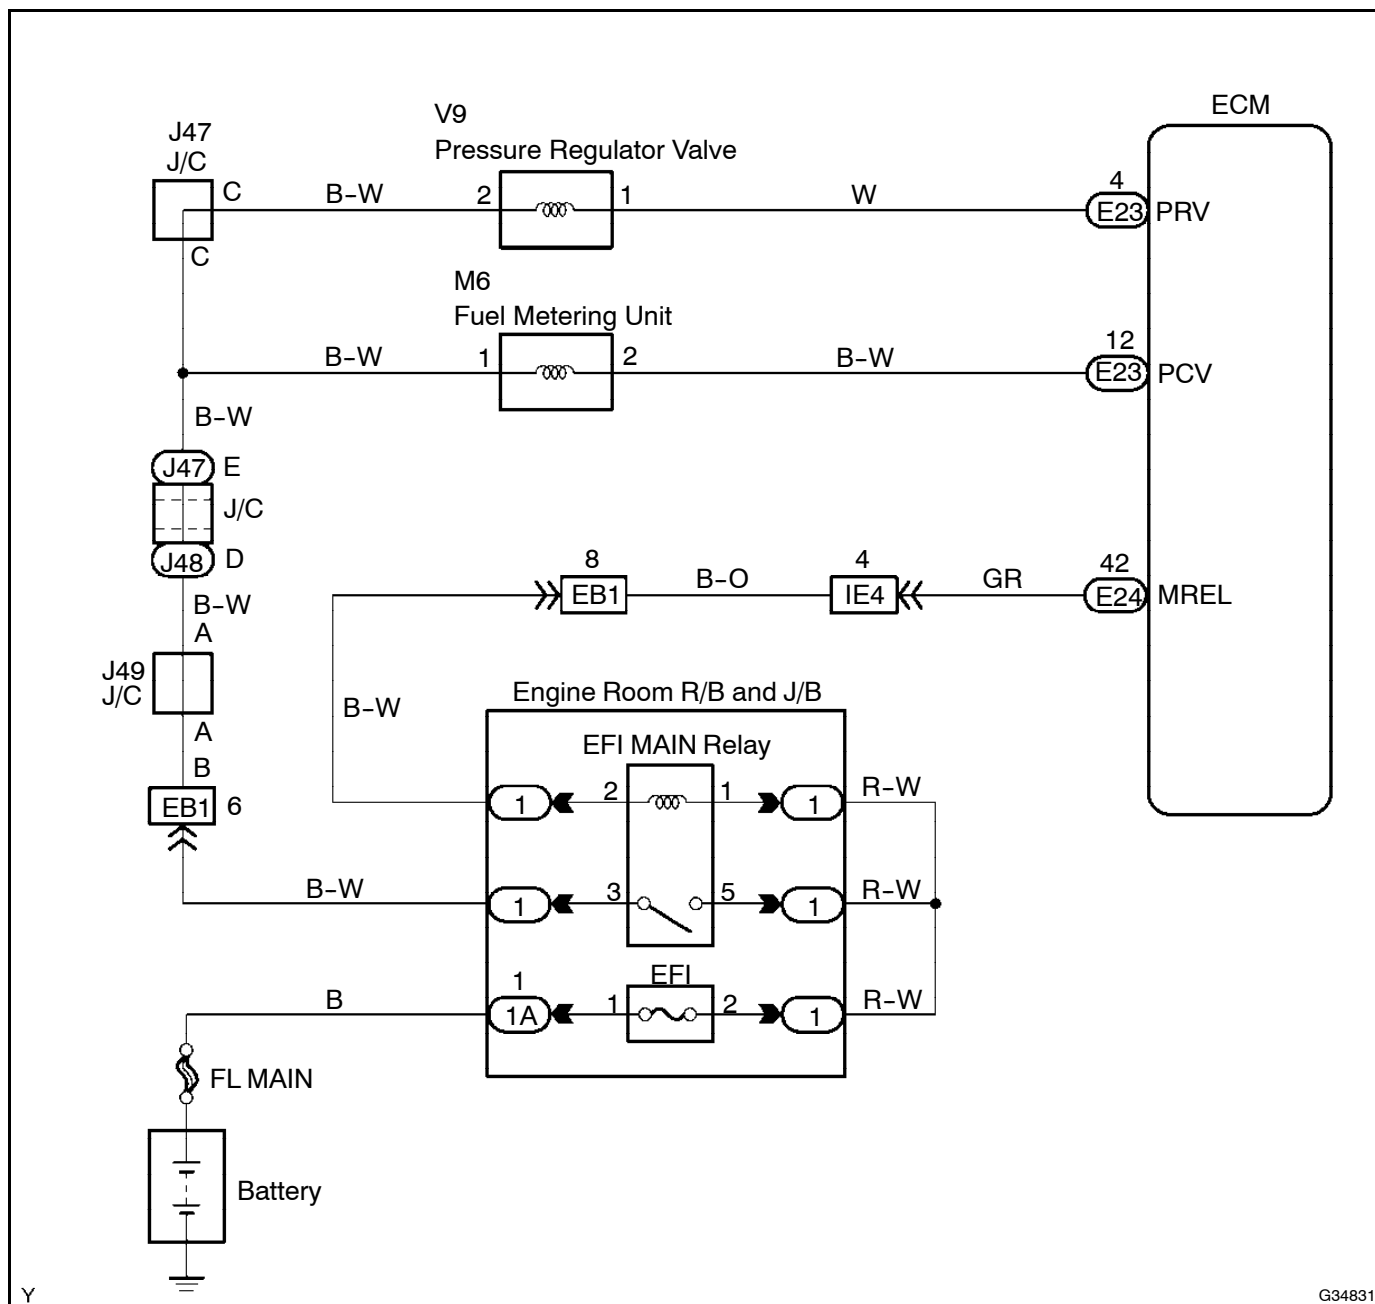 ECM
V9
Pressure Regulator Valve
J47
J/C
C
B-W
2
1
W
4
E23
PRV
C
M6
Fuel Metering Unit
B-W
1
2
B-W
12
E23
PCV
B-W
J47
E
J/C
J48
D
B-W
A
J49
J/C
A
B
EB1
6
8
EB1
B-O
4
IE4
GR
42
E24
MREL
B-W
Engine Room R/B and J/B
EFI MAIN Relay
1
2
1
1
R-W
B-W
1
3
5
1
R-W
EFI
B
1
1A
1
2
1
R-W
FL MAIN
Battery
Y
G34831